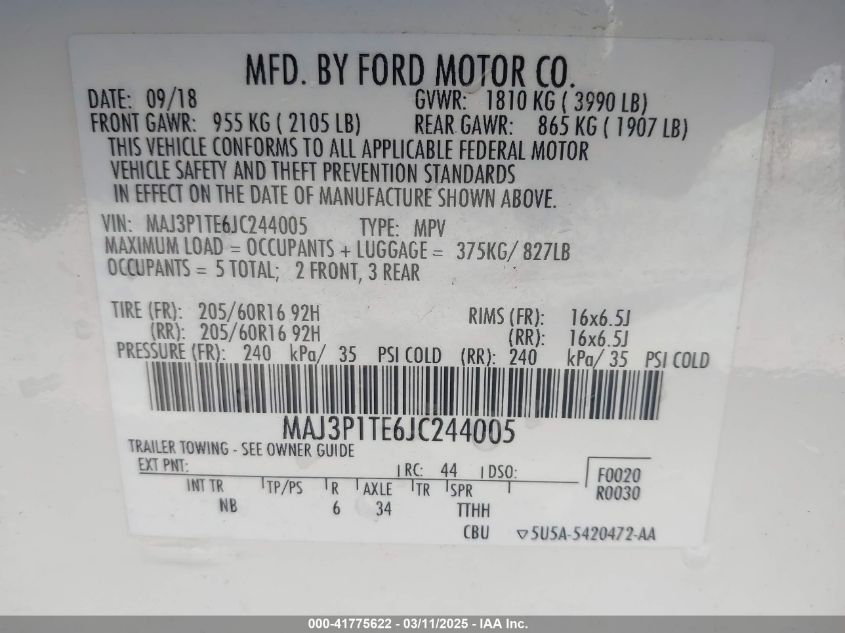 MFD. BY FORD MOTOR CO.
DATE: 09/18 GVWR: 1810 KG ( 3990 LB)
FRONT GAWR: 955 KG ( 2105 LB) REAR GAWR: 865 KG ( 1907 LB)
THIS VEHICLE CONFORMS TO ALL APPLICABLE FEDERAL MOTOR
VEHICLE SAFETY AND THEFT PREVENTION STANDARDS
IN EFFECT ON THE DATE OF MANUFACTURE SHOWN ABOVE.
VIN: MAJ3P1TE6JC244005 TYPE: MPV
MAXIMUM LOAD = OCCUPANTS + LUGGAGE = 375KG/ 827LB
OCCUPANTS = 5 TOTAL; 2 FRONT, 3 REAR
TIRE (FR): 205/60R16 92H RIMS (FR): 16x6.5J
(RR): 205/60R16 92H (RR): 16x6.5J
PRESSURE (FR): 240 kPa/ 35 PSI COLD (RR): 240 kPa/ 35 PSI COLD
MAJ3P1TE6JC244005
TRAILER TOWING - SEE OWNER GUIDE
EXT PNT: RC: 44 DSO: F0020
R0030
INT TR TP/PS R AXLE TR SPR
NB 6 34 TTHH
CBU ▽5U5A-5420472-AA
000-41775622 - 03/11/2025 - IAA Inc.